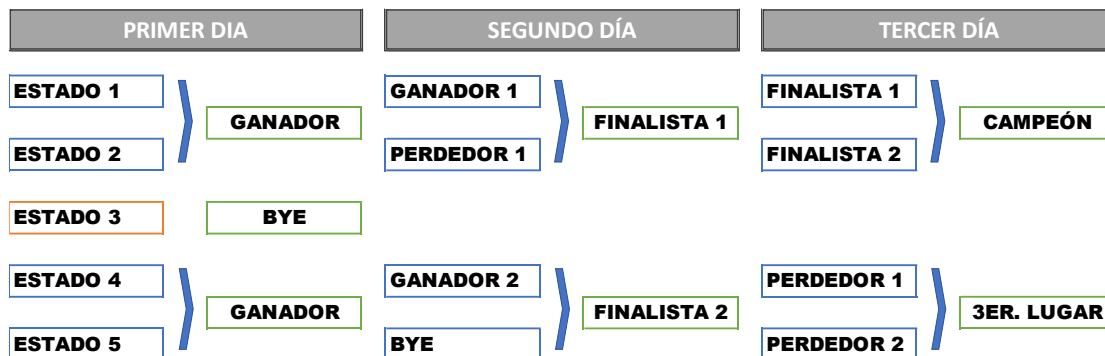 PRIMER DIA
ESTADO 1
GANADOR
ESTADO 2
ESTADO 3
BYE
ESTADO 4
GANADOR
ESTADO 5
SEGUNDO DÍA
GANADOR 1
FINALISTA 1
PERDEDOR 1
GANADOR 2
FINALISTA 2
BYE
TERCER DÍA
FINALISTA 1
CAMPEÓN
FINALISTA 2
PERDEDOR 1
3ER. LUGAR
PERDEDOR 2